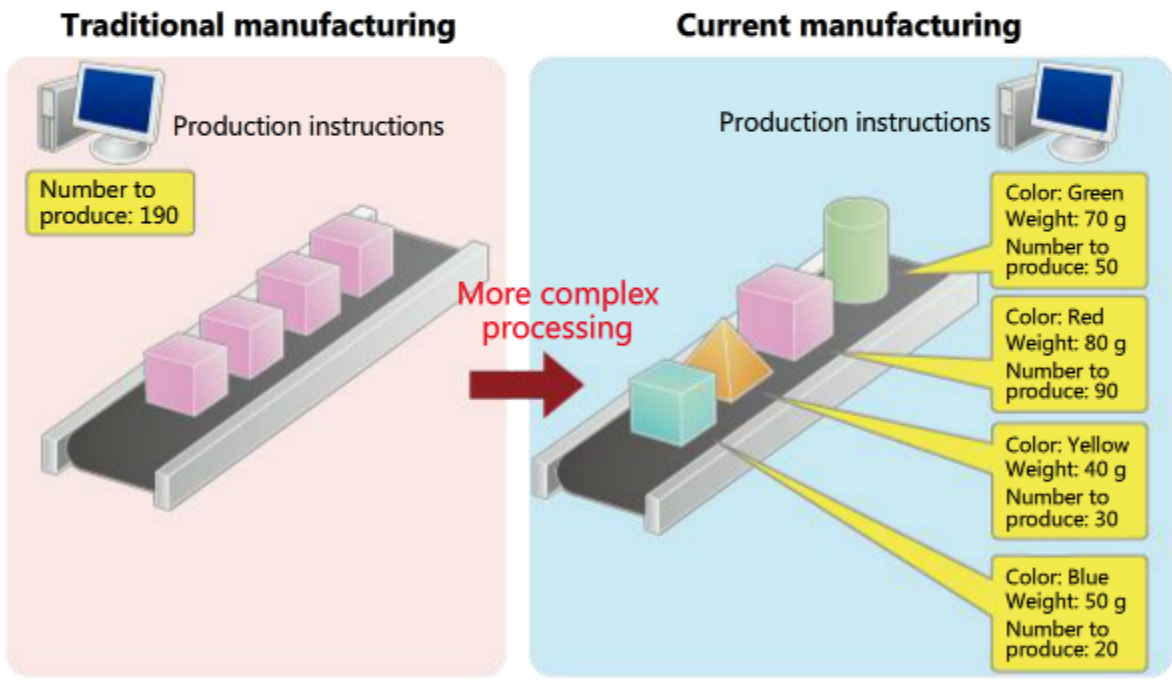 Traditional manufacturing
Production instructions
Number to
produce: 190
More complex
processing
Current manufacturing
Production instructions
Color: Green
Weight: 70 g
Number to
produce: 50
Color: Red
Weight: 80 g
Number to
produce: 90
Color: Yellow
Weight: 40 g
Number to
produce: 30
Color: Blue
Weight: 50 g
Number to
produce: 20